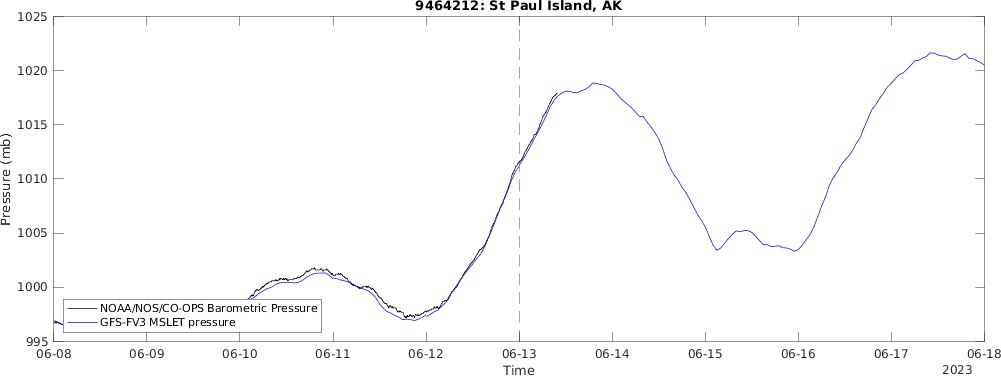 9464212: St Paul Island, AK
Pressure (mb)
1025
1020
1015
1010
1005
1000
995
NOAA/NOS/CO-OPS Barometric Pressure
GFS-FV3 MSLET pressure
06-08 06-09 06-10 06-11 06-12 06-13 06-14 06-15 06-16 06-17 06-18
Time
2023